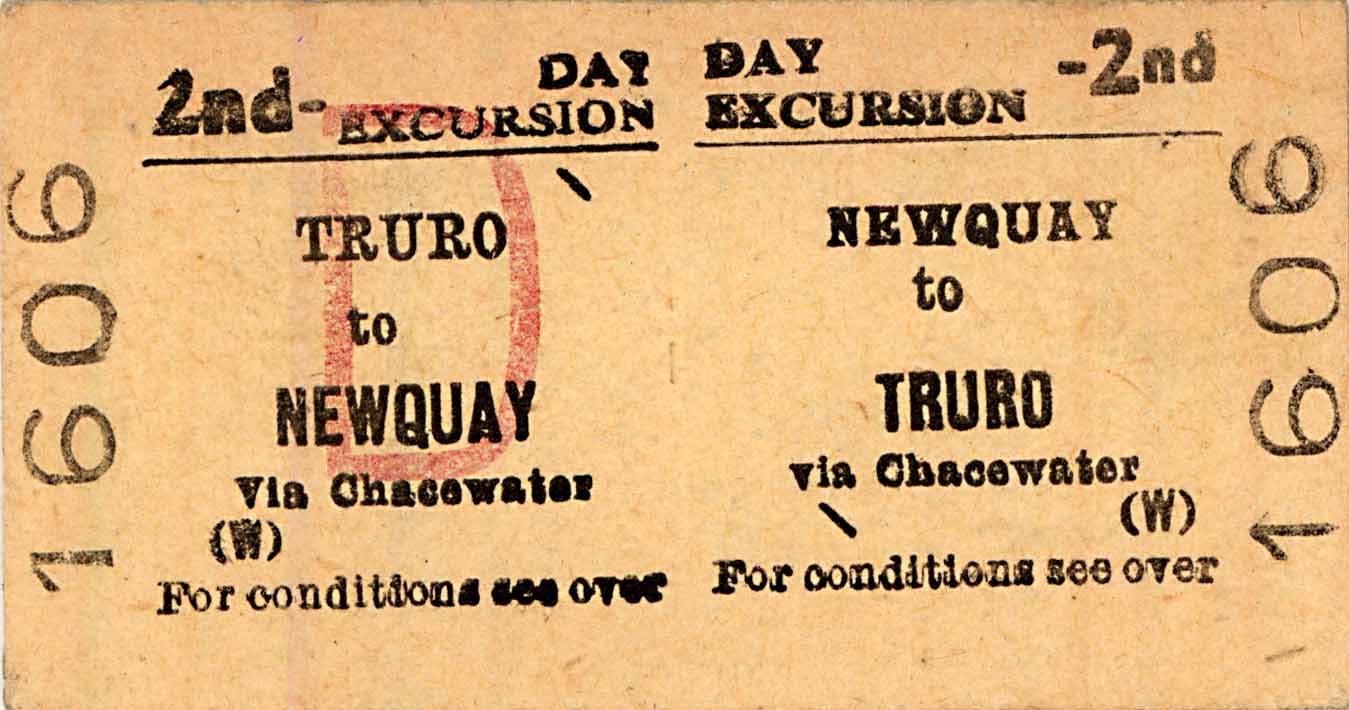 1606
2nd- DAY
EXCURSION
D
TRURO
to
NEWQUAY
Via Chacewater
(W)
For conditions see over
DAY -2nd
EXCURSION
NEWQUAY
to
TRURO
via Chacewater
(W)
For conditions see over
1606